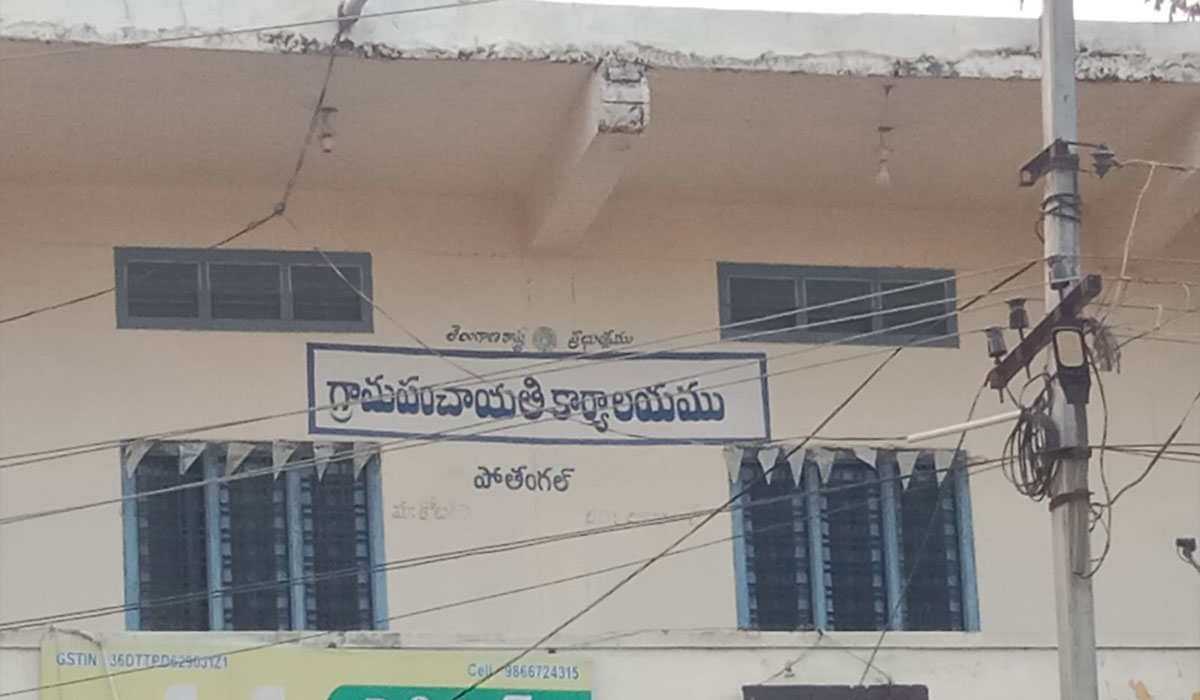 తెలంగాణ రాష్ట్ర ప్రభుత్వము
గ్రామపంచాయతి కార్యాలయము
పోతంగల్
GSTIN : 36DTTPD6290J1Z1
Cell : 9866724315